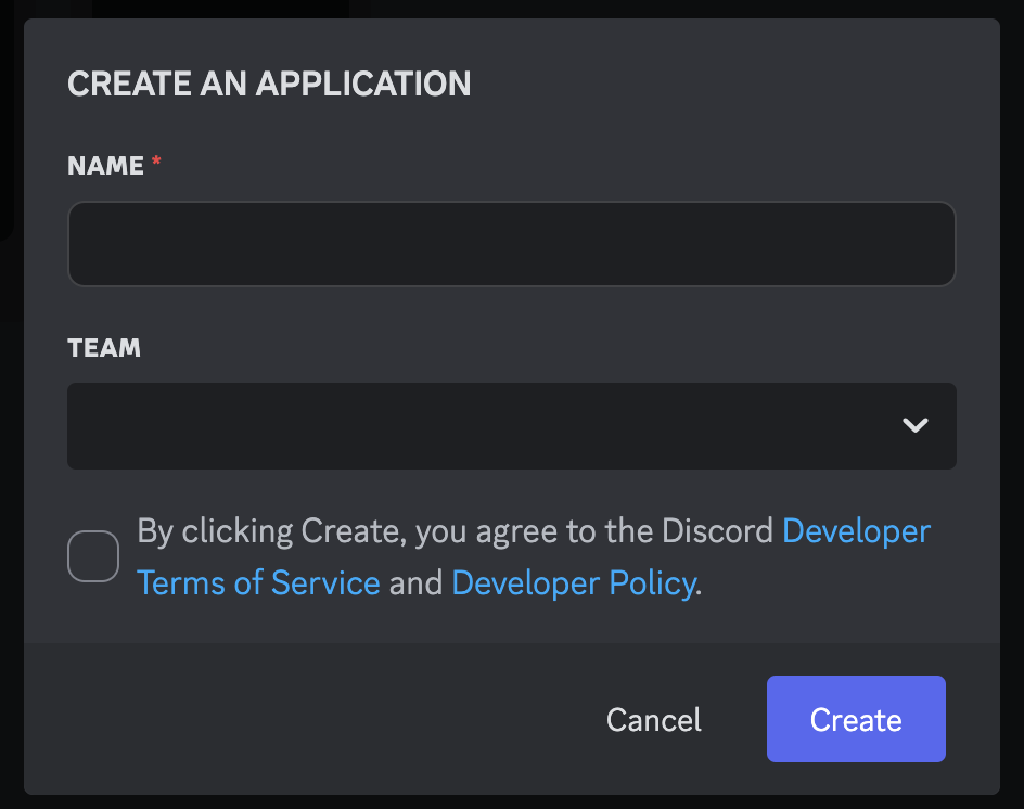 CREATE AN APPLICATION
NAME *
TEAM
By clicking Create, you agree to the Discord Developer
Terms of Service and Developer Policy.
Cancel Create